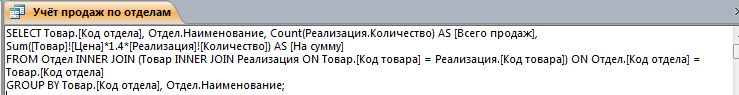 Учёт продаж по отделам
SELECT Товар.[Код отдела], Отдел.Наименование, Count(Реализация.Количество) AS [Всего продаж],
Sum([Товар]![Цена]*1.4*[Реализация]![Количество]) AS [На сумму]
FROM Отдел INNER JOIN (Товар INNER JOIN Реализация ON Товар.[Код товара] = Реализация.[Код товара]) ON Отдел.[Код отдела] =
Товар.[Код отдела]
GROUP BY Товар.[Код отдела], Отдел.Наименование;